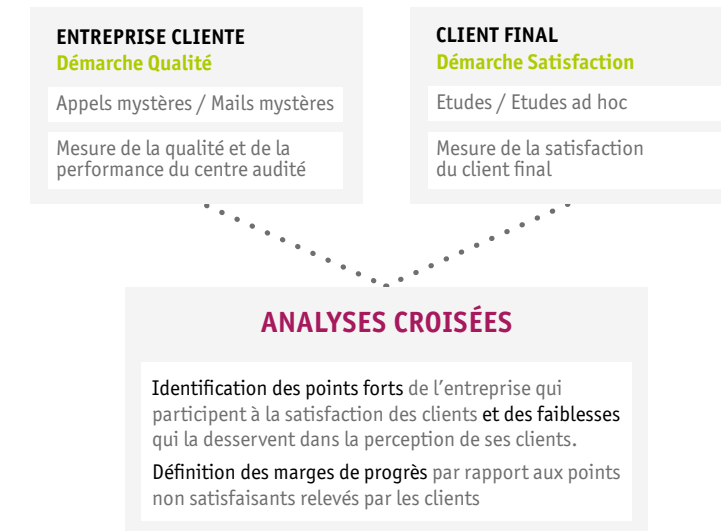 ENTREPRISE CLIENTE
Démarche Qualité
Appels mystères / Mails mystères
Mesure de la qualité et de la
performance du centre audité
CLIENT FINAL
Démarche Satisfaction
Etudes / Etudes ad hoc
Mesure de la satisfaction
du client final
ANALYSES CROISÉES
Identification des points forts de l'entreprise qui
participent à la satisfaction des clients et des faiblesses
qui la desservent dans la perception de ses clients.
Définition des marges de progrès par rapport aux points
non satisfaisants relevés par les clients